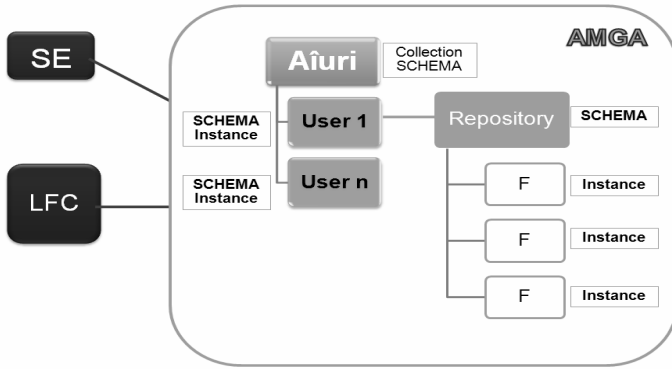 AMGA
SE
Aîuri
Collection
SCHEMA
SCHEMA
Instance
User 1
Repository
SCHEMA
LFC
SCHEMA
Instance
User n
F
Instance
F
Instance
F
Instance